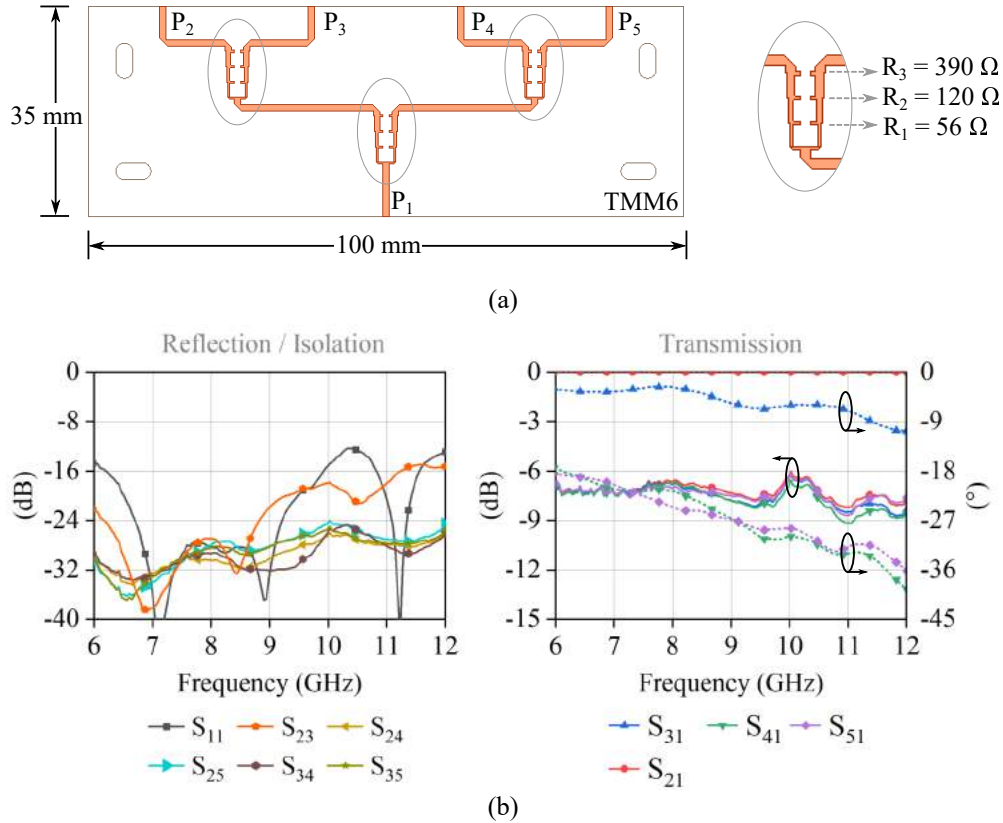 P₂ P₃ P₄ P₅
R₃ = 390 Ω
R₂ = 120 Ω
R₁ = 56 Ω
35 mm
P₁
TMM6
100 mm
(a)
Reflection / Isolation
Transmission
0
-8
-16
-24
-32
-40
(dB)
6 7 8 9 10 11 12
Frequency (GHz)
0
-3
-6
-9
-12
-15
(dB)
0
-9
-18
-27
-36
-45
(°)
6 7 8 9 10 11 12
Frequency (GHz)
S₁₁ S₂₃ S₂₄
S₂₅ S₃₄ S₃₅
S₃₁ S₄₁ S₅₁
S₂₁
(b)